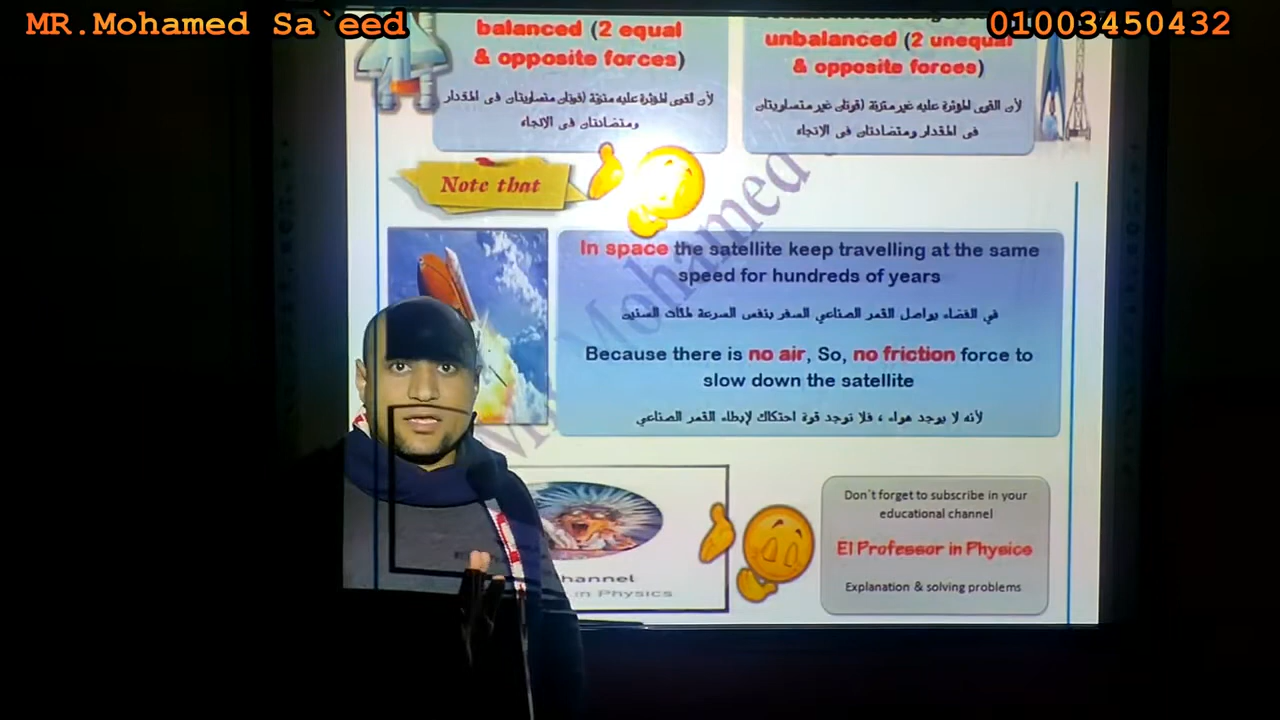 MR.Mohamed Sa`eed
01003450432
balanced (2 equal
& opposite forces)
لأن القوى المؤثرة عليه متزنة (قوتان متساويتان فى المقدار
ومتضادتان فى الاتجاه
unbalanced (2 unequal
& opposite forces)
لأن القوى المؤثرة عليه غير متزنة (قوتان غير متساويتان
فى المقدار ومتضادتان فى الاتجاه
Note that
In space the satellite keep travelling at the same
speed for hundreds of years
في الفضاء يواصل القمر الصناعي السفر بنفس السرعة لمئات السنين
Because there is no air, So, no friction force to
slow down the satellite
لأنه لا يوجد هواء ، فلا توجد قوة احتكاك لإبطاء القمر الصناعي
Mohamed
in Physics
Don't forget to subscribe in your
educational channel
El Professor in Physics
Explanation & solving problems